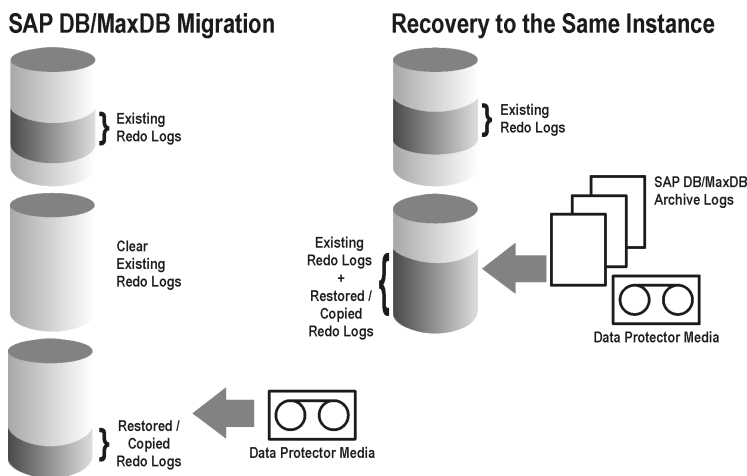 SAP DB/MaxDB Migration
Existing
Redo Logs
Clear
Existing
Redo Logs
Restored /
Copied
Redo Logs
Data Protector Media
Recovery to the Same Instance
Existing
Redo Logs
SAP DB/MaxDB
Archive Logs
Existing
Redo Logs
+
Restored /
Copied
Redo Logs
Data Protector Media